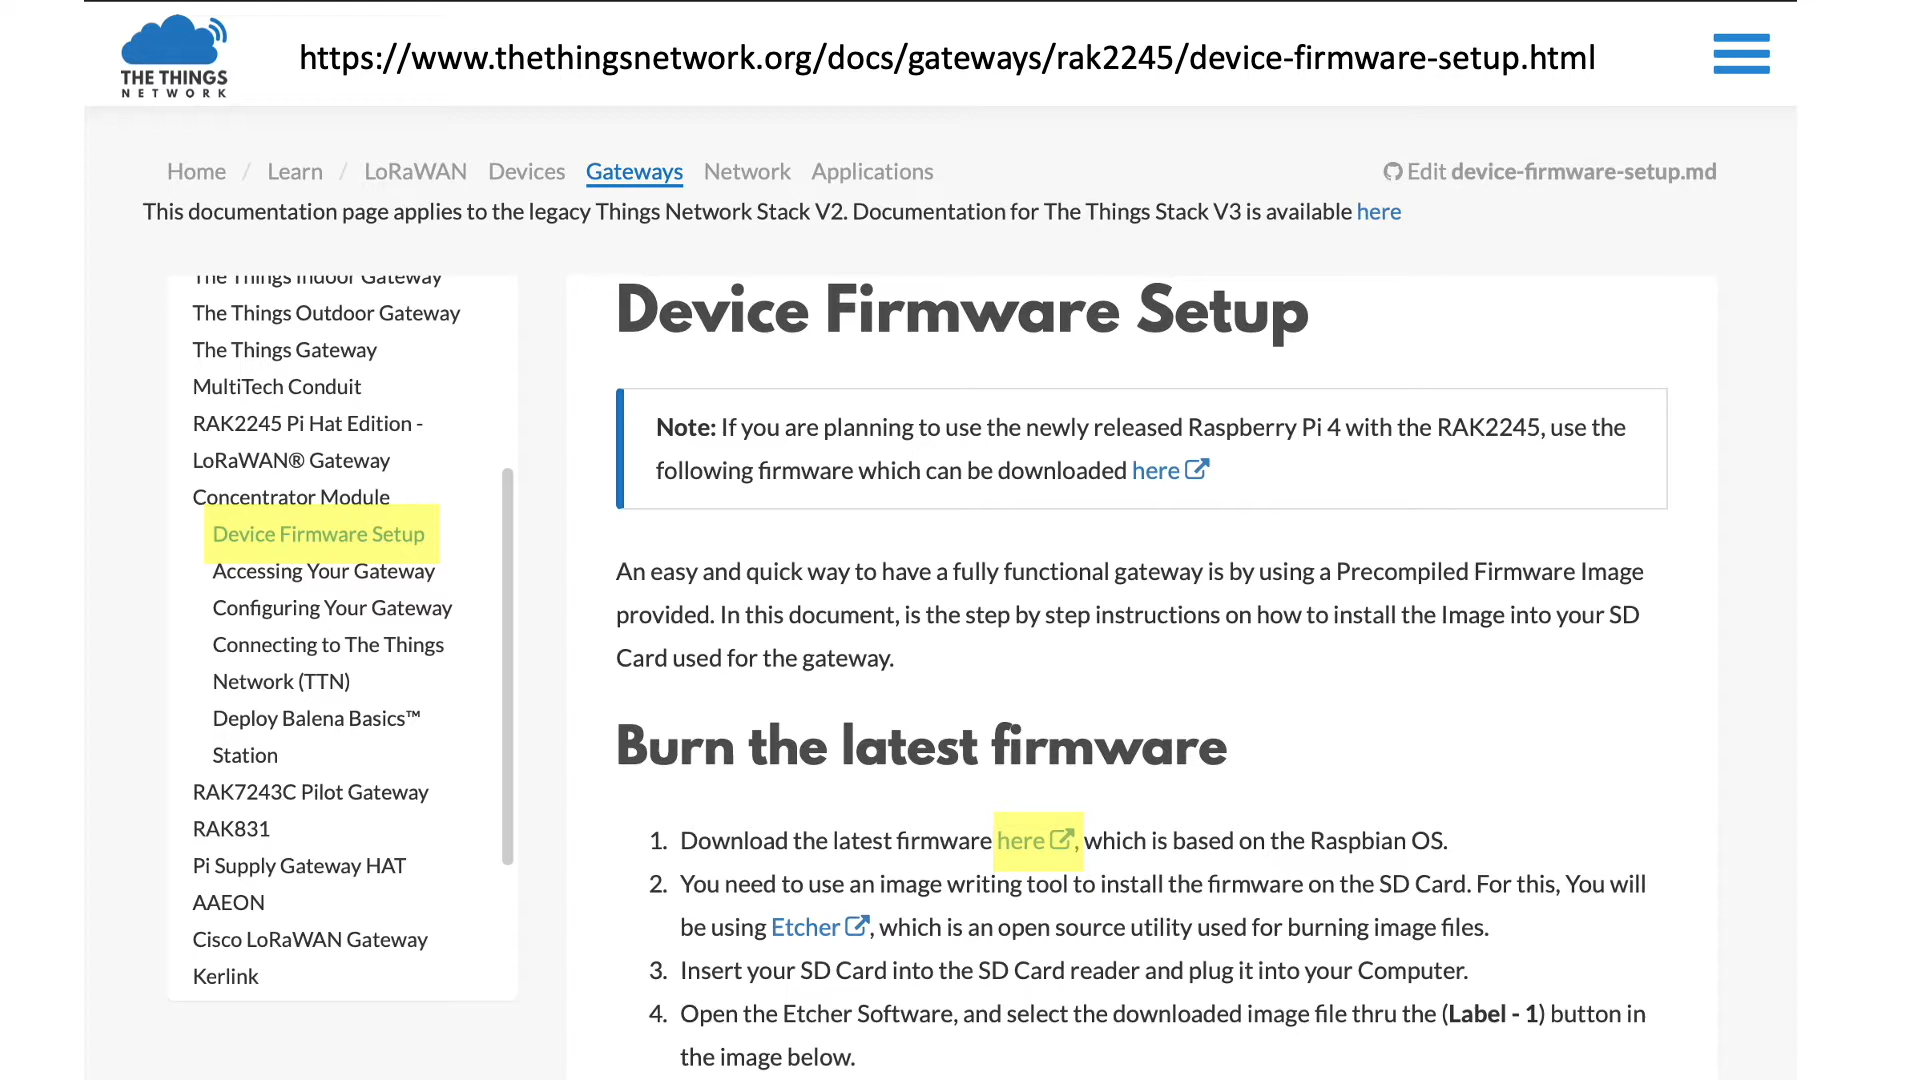 THE THINGS
NETWORK
https://www.thethingsnetwork.org/docs/gateways/rak2245/device-firmware-setup.html
Home / Learn / LoRaWAN Devices Gateways Network Applications
Edit device-firmware-setup.md
This documentation page applies to the legacy Things Network Stack V2. Documentation for The Things Stack V3 is available here
The Things Indoor Gateway
The Things Outdoor Gateway
The Things Gateway
MultiTech Conduit
RAK2245 Pi Hat Edition -
LoRaWAN® Gateway
Concentrator Module
Device Firmware Setup
Accessing Your Gateway
Configuring Your Gateway
Connecting to The Things
Network (TTN)
Deploy Balena Basics™
Station
RAK7243C Pilot Gateway
RAK831
Pi Supply Gateway HAT
AAEON
Cisco LoRaWAN Gateway
Kerlink
Device Firmware Setup
Note: If you are planning to use the newly released Raspberry Pi 4 with the RAK2245, use the
following firmware which can be downloaded here
An easy and quick way to have a fully functional gateway is by using a Precompiled Firmware Image
provided. In this document, is the step by step instructions on how to install the Image into your SD
Card used for the gateway.
Burn the latest firmware
1. Download the latest firmware here, which is based on the Raspbian OS.
2. You need to use an image writing tool to install the firmware on the SD Card. For this, You will
be using Etcher, which is an open source utility used for burning image files.
3. Insert your SD Card into the SD Card reader and plug it into your Computer.
4. Open the Etcher Software, and select the downloaded image file thru the (Label - 1) button in
the image below.